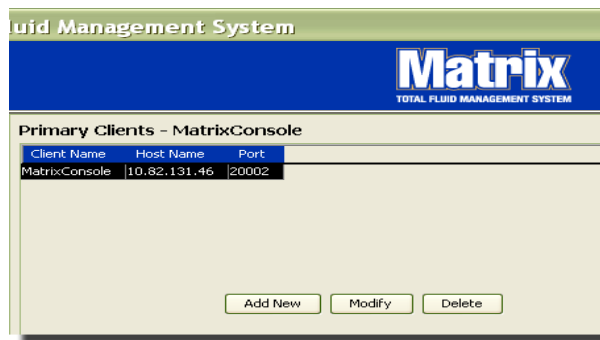 luid Management System
Matrix
TOTAL FLUID MANAGEMENT SYSTEM
Primary Clients - MatrixConsole
Client Name Host Name Port
MatrixConsole 10.82.131.46 20002
Add New Modify Delete